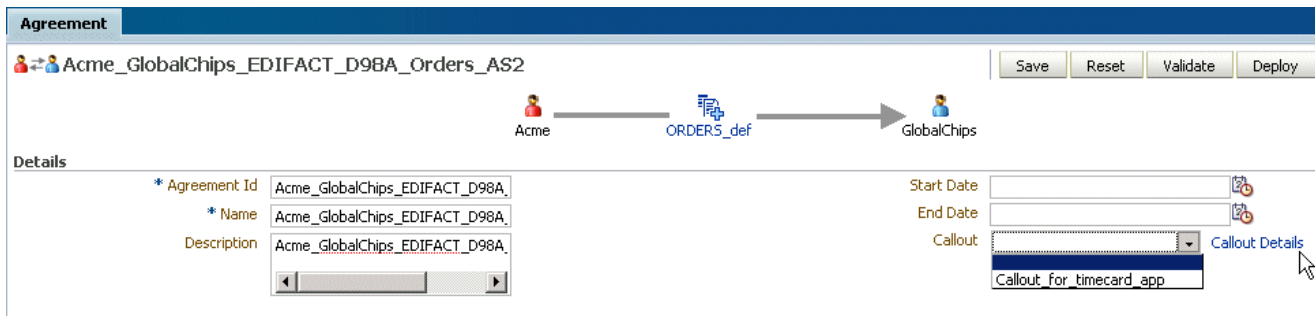 Agreement
Acme_GlobalChips_EDIFACT_D98A_Orders_AS2
Save Reset Validate Deploy
Acme ORDERS_def GlobalChips
Details
* Agreement Id Acme_GlobalChips_EDIFACT_D98A_ Start Date
* Name Acme_GlobalChips_EDIFACT_D98A_ End Date
Description Acme_GlobalChips_EDIFACT_D98A_ Callout Callout Details
Callout_for_timecard_app